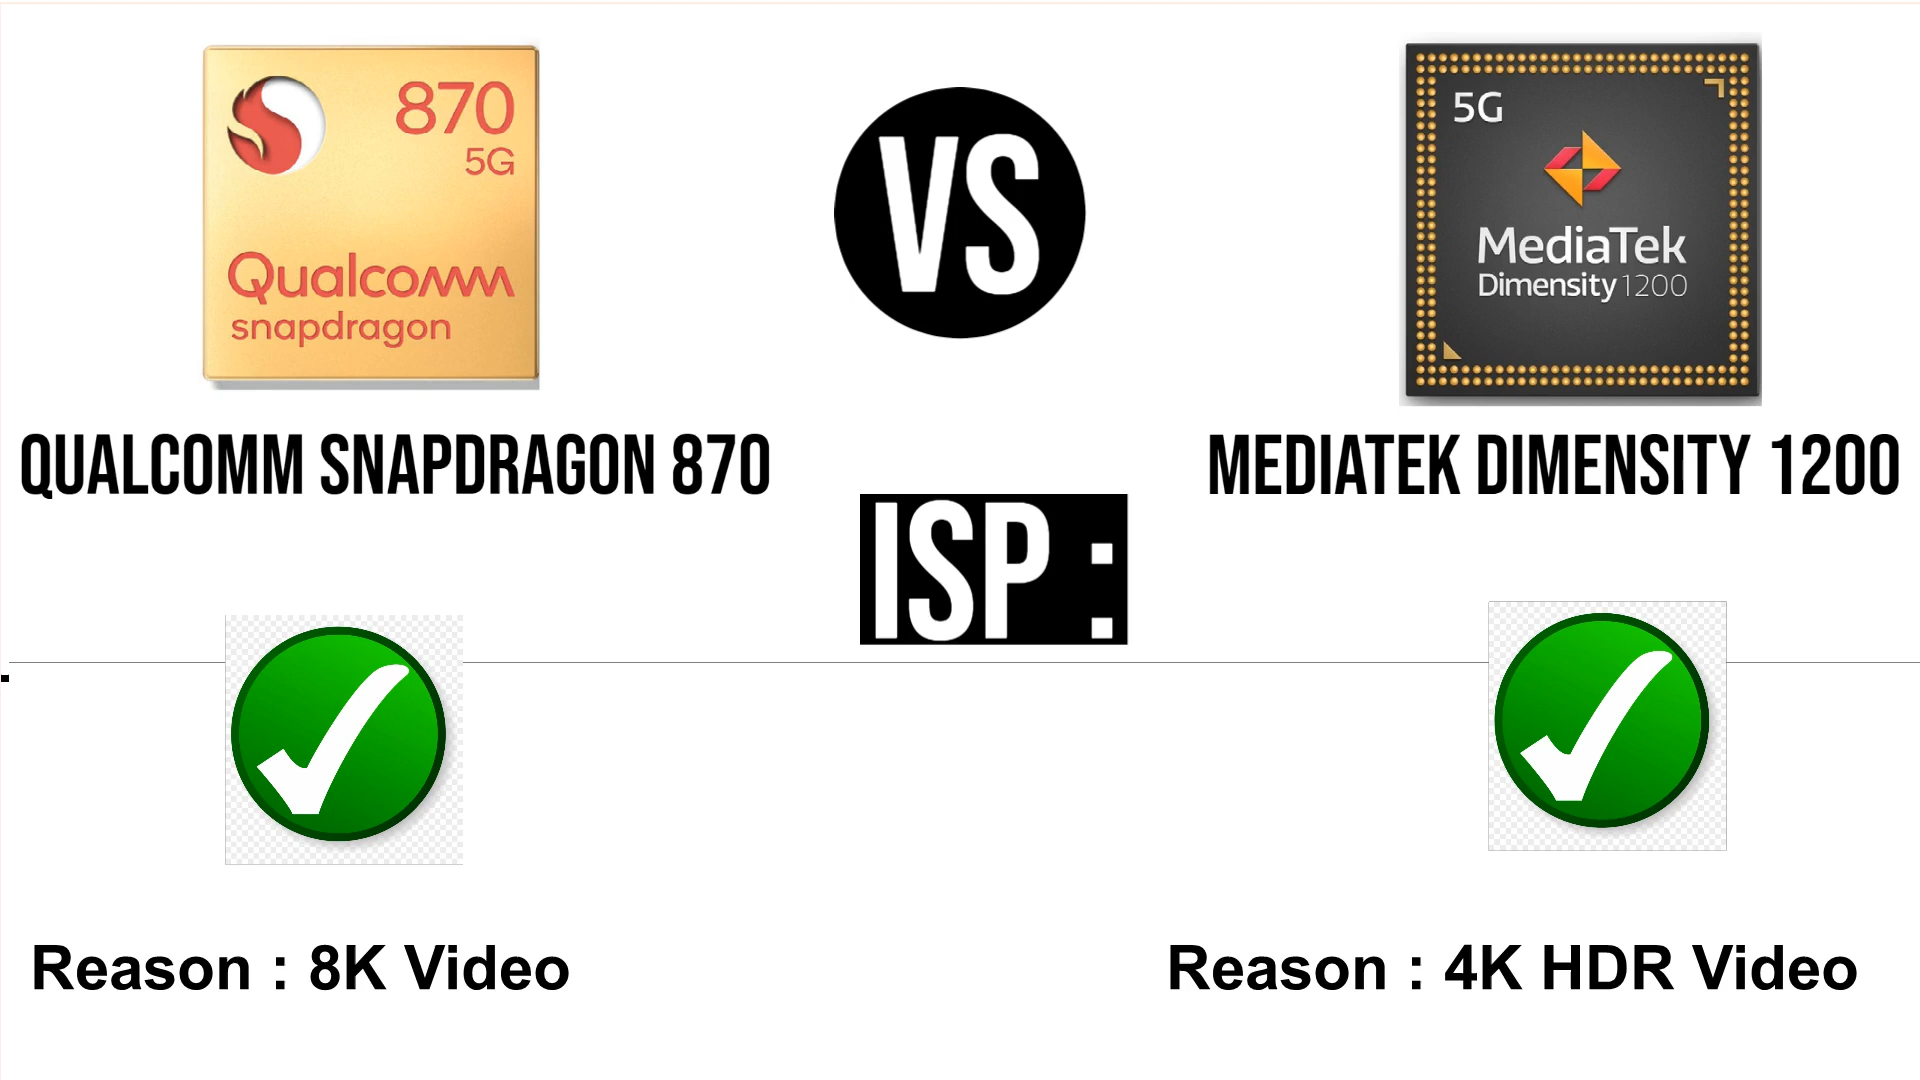 870
5G
Qualcomm
snapdragon
VS
5G
MediaTek
Dimensity 1200
QUALCOMM SNAPDRAGON 870
MEDIATEK DIMENSITY 1200
ISP :
Reason : 8K Video
Reason : 4K HDR Video